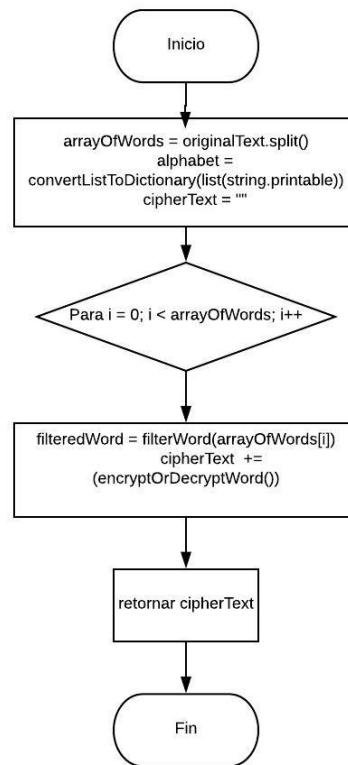 Inicio
arrayOfWords = originalText.split()
alphabet =
convertListToDictionary(list(string.printable))
cipherText = ""
Para i = 0; i < arrayOfWords; i++
filteredWord = filterWord(arrayOfWords[i])
cipherText += 
(encryptOrDecryptWord())
retornar cipherText
Fin